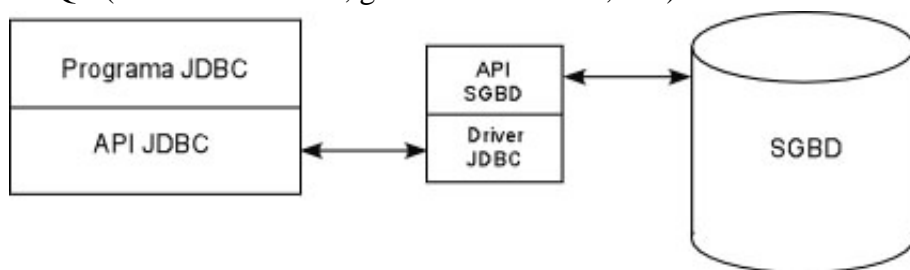 Programa JDBC
API JDBC
API
SGBD
Driver
JDBC
SGBD